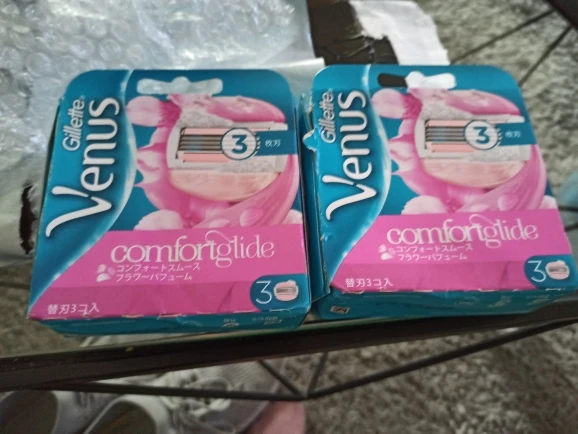 Gillette
Venus
3
枚刃
comfortglide
コンフォートスムース
フラワーパフューム
替刃3コ入
3
Gillette
Venus
3
枚刃
comfortglide
コンフォートスムース
フラワーパフューム
替刃3コ入
3